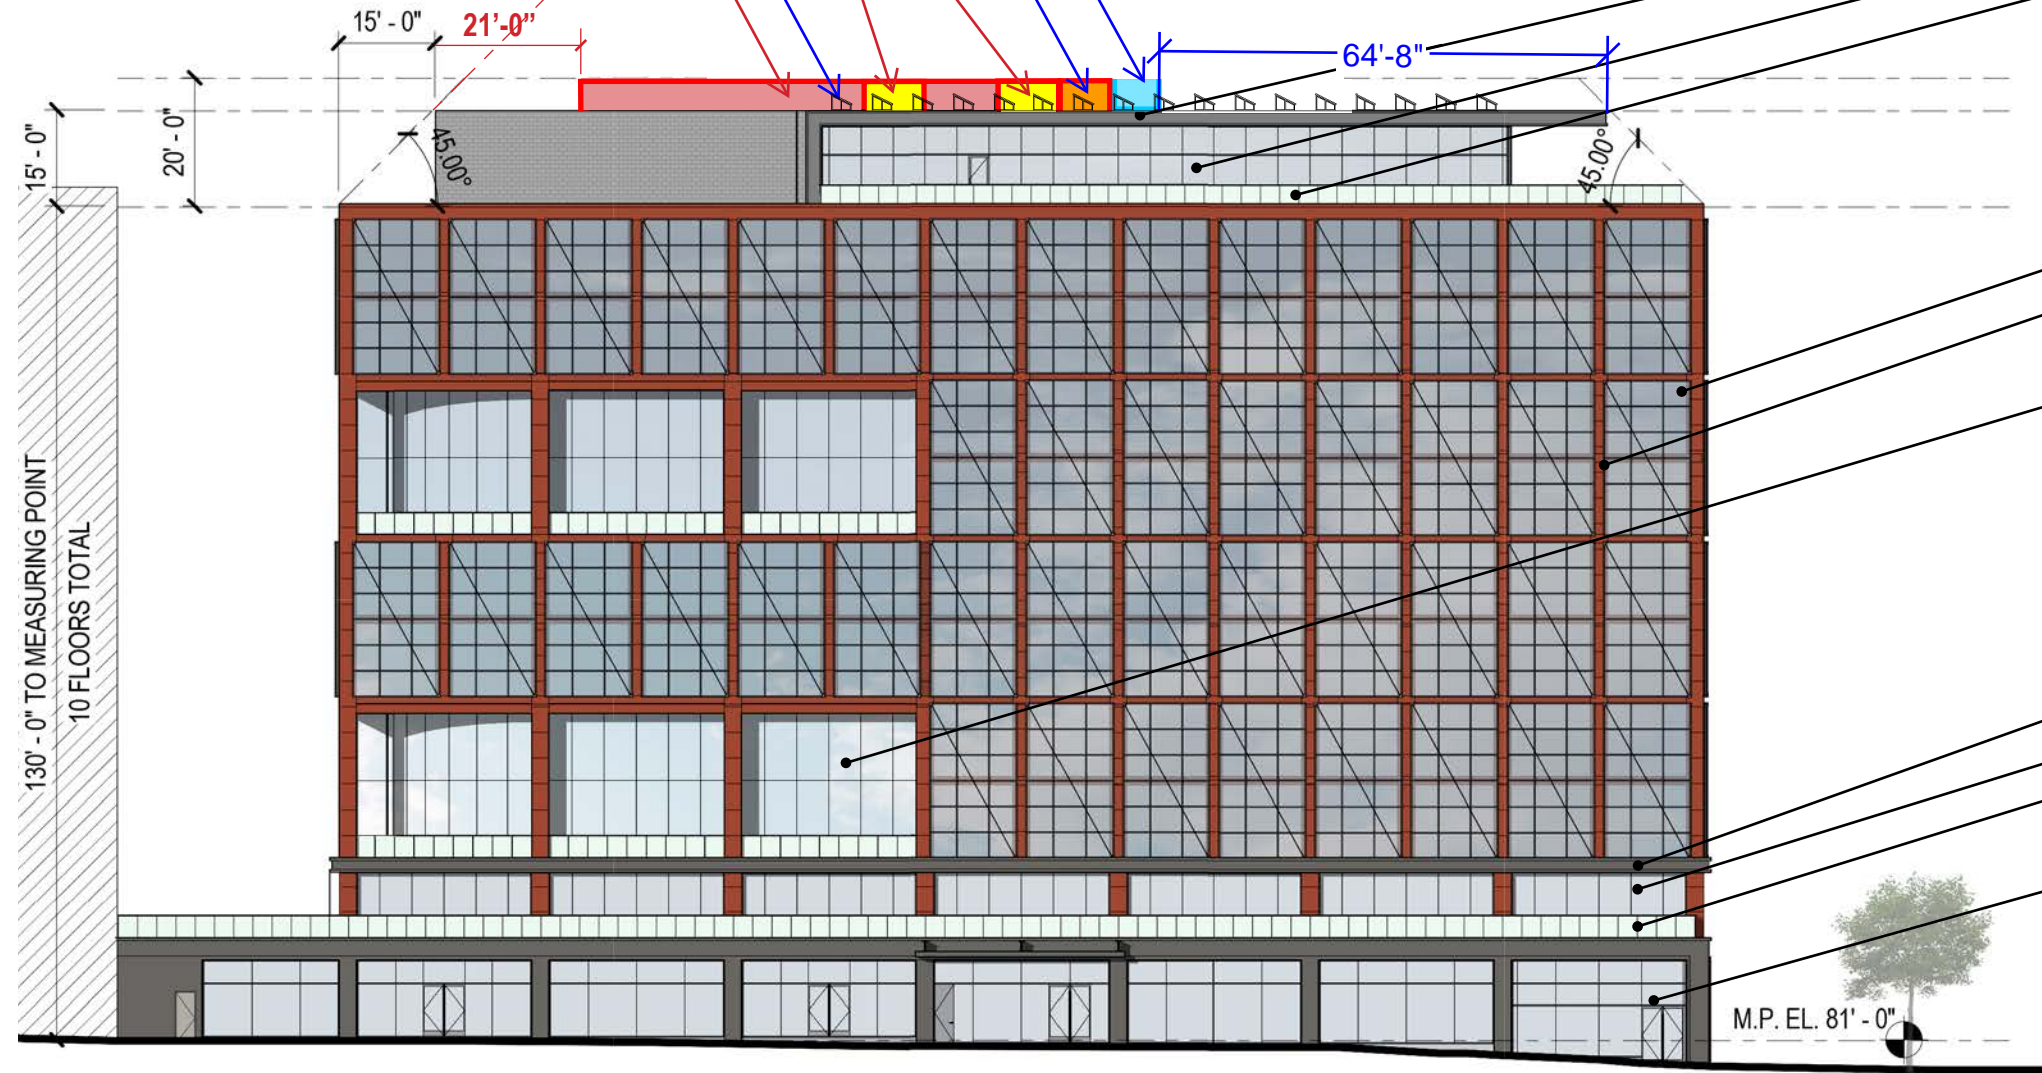 15' - 0"
21’-0”
64'-8"
15' - 0"
20' - 0"
45.00°
45.00°
130' - 0" TO MEASURING POINT
10 FLOORS TOTAL
M.P. EL. 81' - 0"